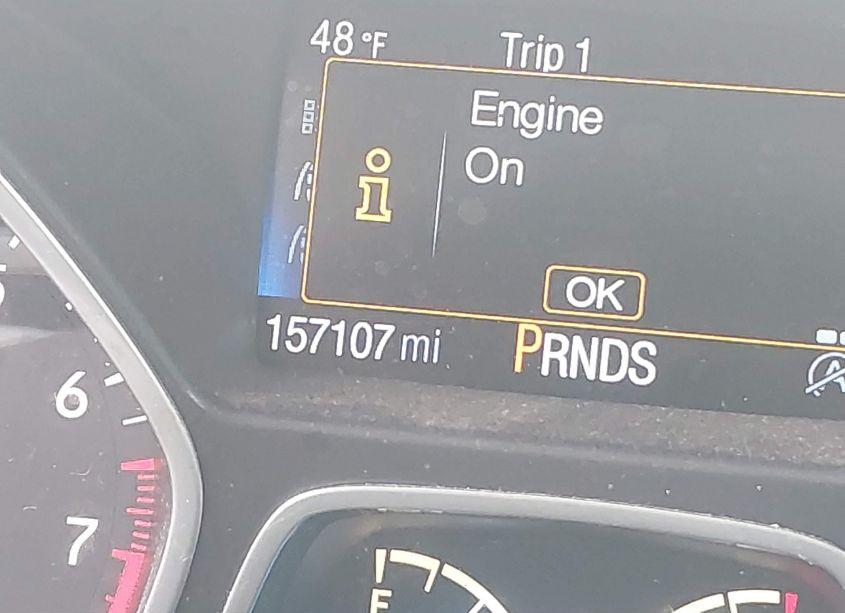 48°F Trip 1
Engine
On
OK
157107 mi PRNDS
6
7